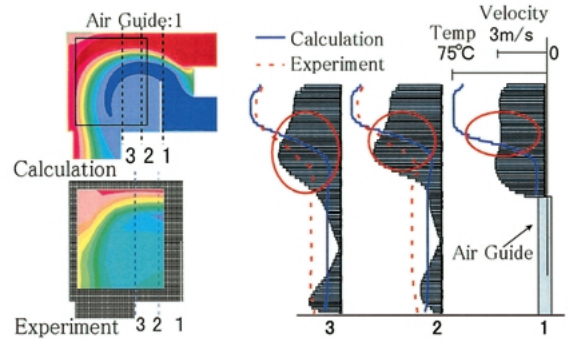 Air Guide:1
3 2 1
Calculation
Experiment
3 2 1
Calculation
Experiment
Velocity
3m/s
0
Temp
75℃
Air Guide
3
2
1